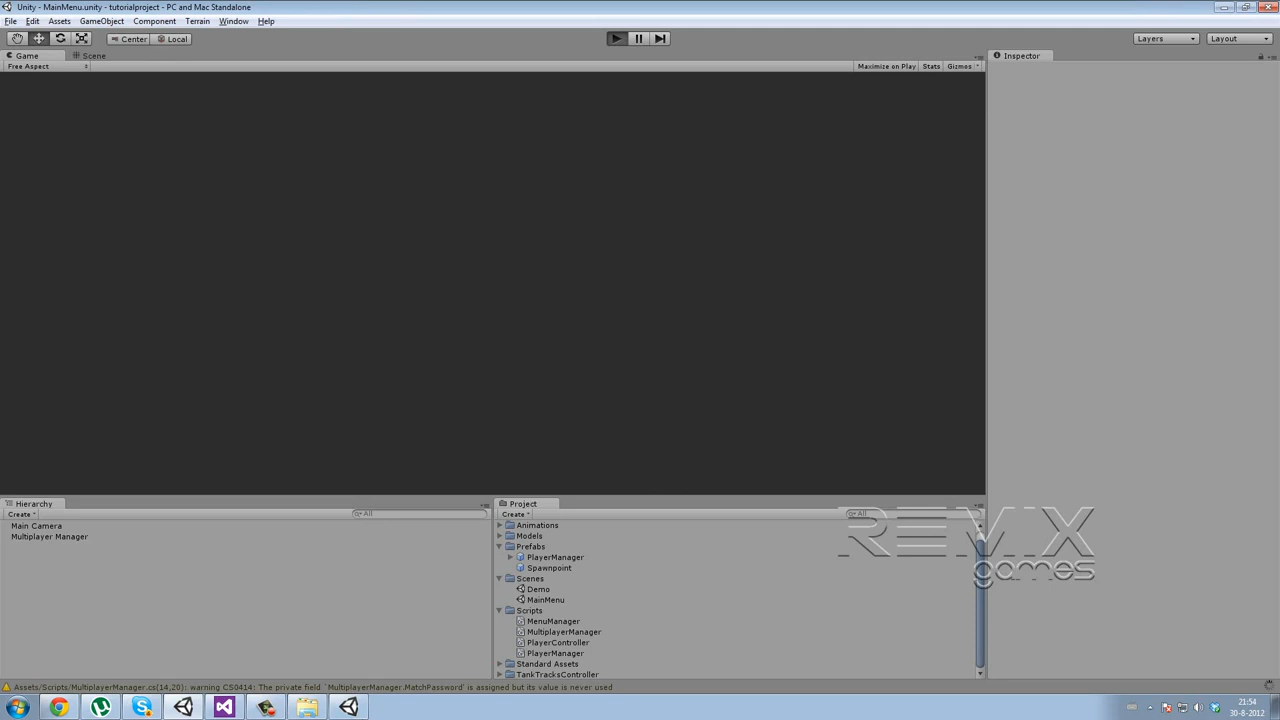 Unity - MainMenu.unity - tutorialproject - PC and Mac Standalone
File Edit Assets GameObject Component Terrain Window Help
Center Local Layers Layout
Game Scene Inspector
Free Aspect Maximize on Play Stats Gizmos
Hierarchy Project
Create All Create All
Main Camera
Multiplayer Manager
Animations
Models
Prefabs
PlayerManager
Spawnpoint
Scenes
Demo
MainMenu
Scripts
MenuManager
MultiplayerManager
PlayerController
PlayerManager
Standard Assets
TankTracksController
REMIX
games
Assets/Scripts/MultiplayerManager.cs(14,20): warning CS0414: The private field `MultiplayerManager.MatchPassword' is assigned but its value is never used
21:54
30-8-2012